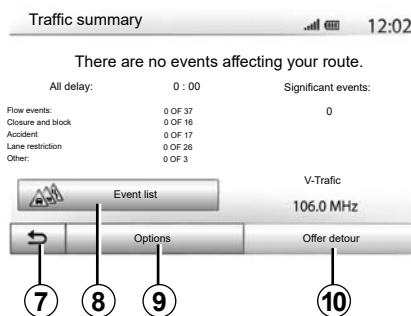 Traffic summary 12:02
There are no events affecting your route.
All delay: 0 : 00 Significant events:
Flow events: 0 OF 37 0
Closure and block 0 OF 16
Accident 0 OF 17
Lane restriction 0 OF 26
Other: 0 OF 3
V-Trafic
Event list
106.0 MHz
Options Offer detour
7 8 9 10